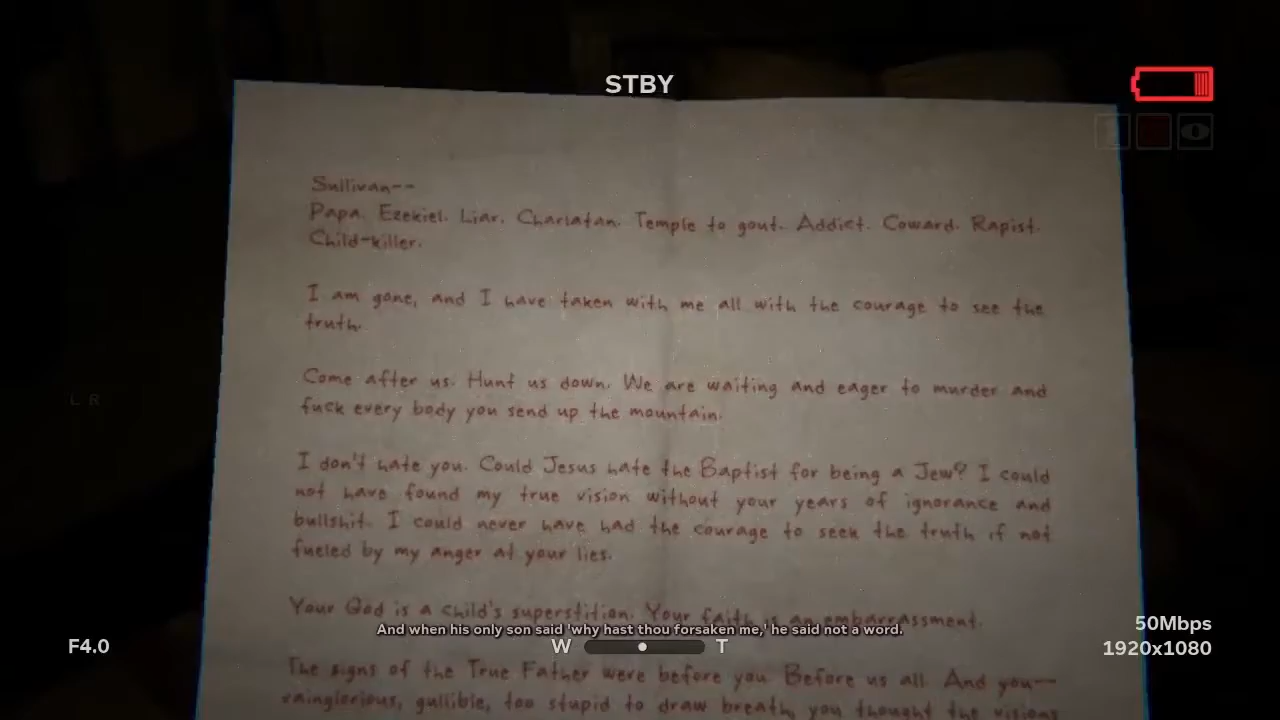 STBY
Sullivan--
Papa. Ezekiel. Liar. Charlatan. Temple to gout. Addict. Coward. Rapist.
Child-killer.
I am gone, and I have taken with me all with the courage to see the
truth.
Come after us. Hunt us down. We are waiting and eager to murder and
fuck every body you send up the mountain.
I don't hate you. Could Jesus hate the Baptist for being a Jew? I could
not have found my true vision without your years of ignorance and
bullshit. I could never have had the courage to seek the truth if not
fueled by my anger at your lies.
Your God is a child's superstition. Your faith is an embarrassment.
And when his only son said 'why hast thou forsaken me,' he said not a word.
L R
F4.0
W T
50Mbps
1920x1080
The signs of the True Father were before you. Before us all. And you--
vainglorious, gullible, too stupid to draw breath, you thought the visions